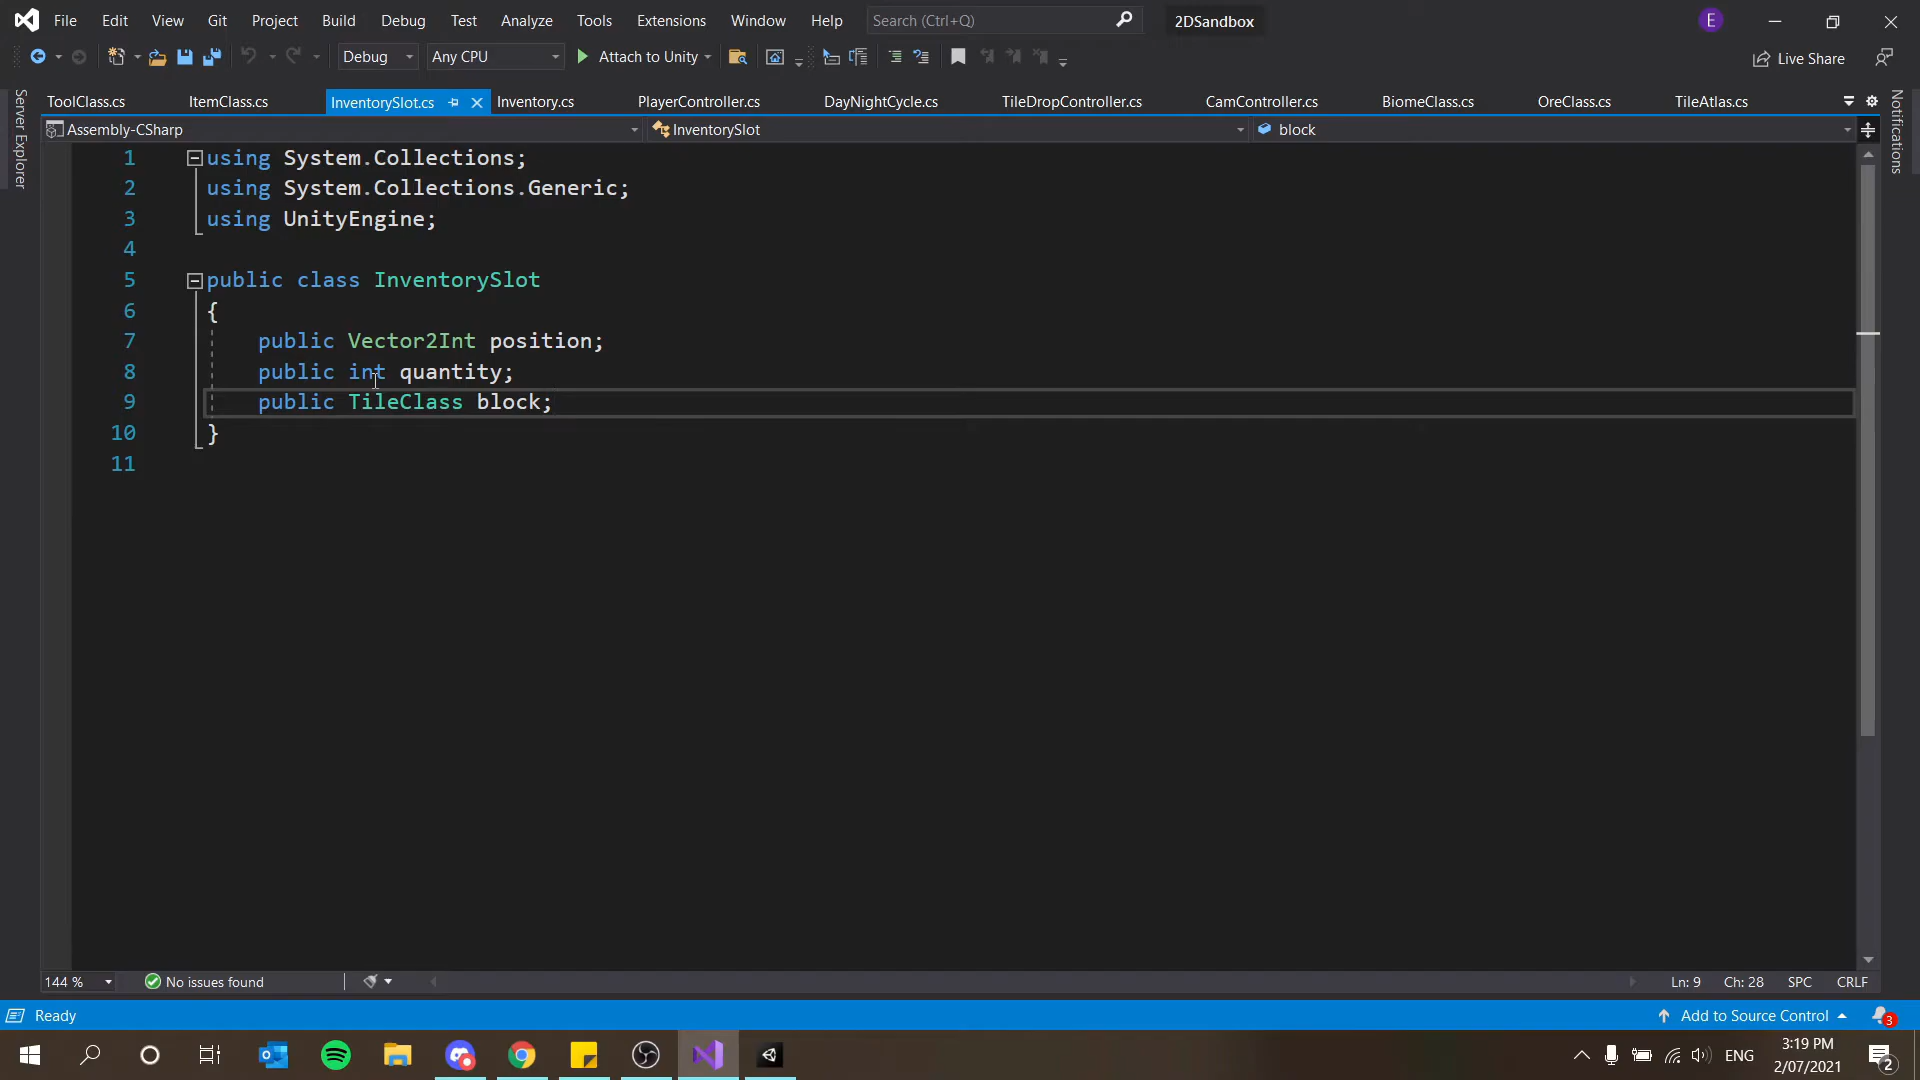 File Edit View Git Project Build Debug Test Analyze Tools Extensions Window Help Search (Ctrl+Q) 2DSandbox E
Debug Any CPU Attach to Unity Live Share
ToolClass.cs ItemClass.cs InventorySlot.cs Inventory.cs PlayerController.cs DayNightCycle.cs TileDropController.cs CamController.cs BiomeClass.cs OreClass.cs TileAtlas.cs
Assembly-CSharp InventorySlot block
Server Explorer
Notifications
1 using System.Collections;
2 using System.Collections.Generic;
3 using UnityEngine;
4
5 public class InventorySlot
6 {
7 public Vector2Int position;
8 public int quantity;
9 public TileClass block;
10 }
11
144 % No issues found Ln: 9 Ch: 28 SPC CRLF
Ready Add to Source Control 3
ENG 3:19 PM 2
2/07/2021